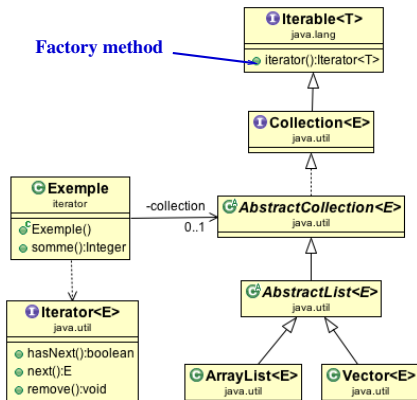 Iterable<T>
java.lang
iterator():Iterator<T>
Factory method
Collection<E>
java.util
Exemple
iterator
Exemple()
somme():Integer
-collection
0..1
AbstractCollection<E>
java.util
Iterator<E>
java.util
hasNext():boolean
next():E
remove():void
AbstractList<E>
java.util
ArrayList<E>
java.util
Vector<E>
java.util